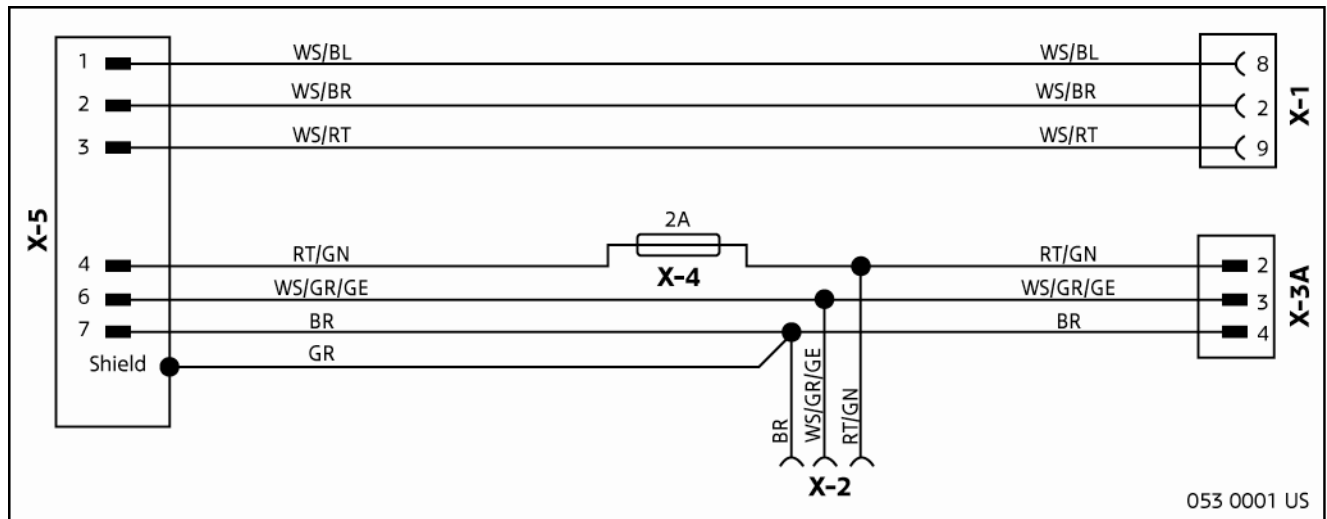 1 WS/BL WS/BL 8
2 WS/BR WS/BR 2
3 WS/RT WS/RT 9
X-1
X-5
2A
4 RT/GN X-4 RT/GN 2
6 WS/GR/GE WS/GR/GE 3
7 BR BR 4
X-3A
Shield GR
BR WS/GR/GE RT/GN
X-2
053 0001 US